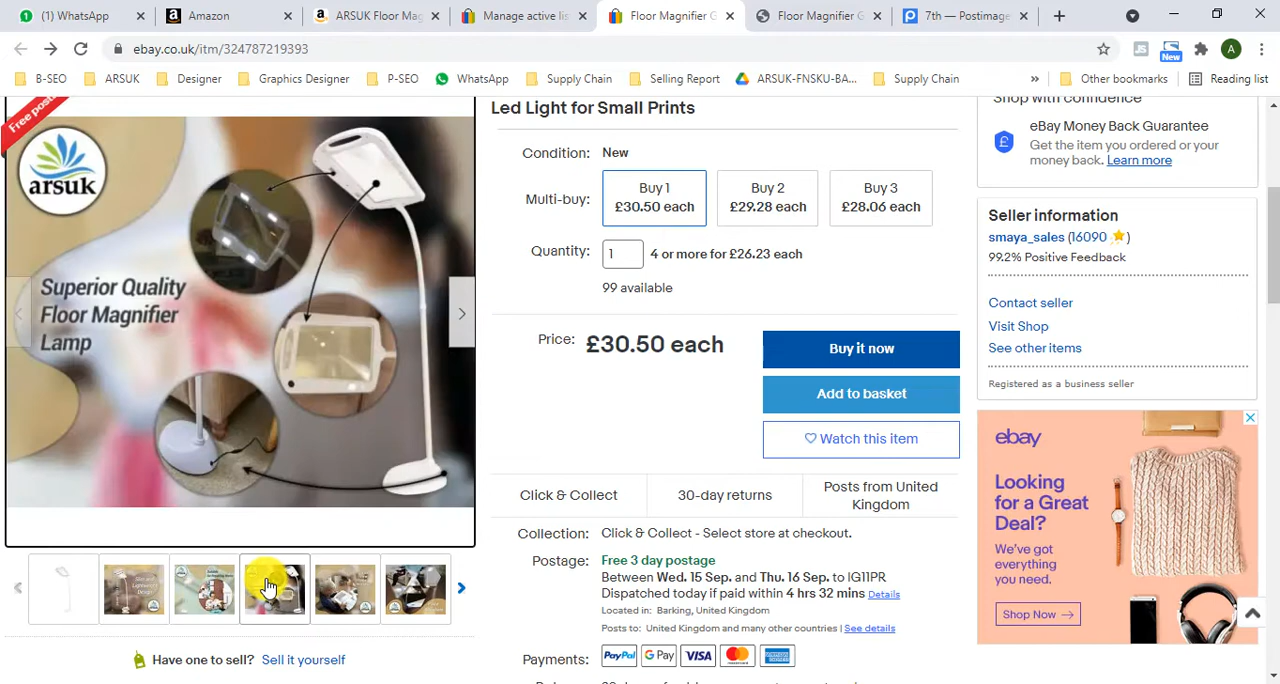 (1) WhatsApp
Amazon
ARSUK Floor Mag
Manage active lis
Floor Magnifier G
Floor Magnifier G
7th — Postimage
ebay.co.uk/itm/324787219393
JS
New
A
B-SEO
ARSUK
Designer
Graphics Designer
P-SEO
WhatsApp
Supply Chain
Selling Report
ARSUK-FNSKU-BA...
Supply Chain
»
Other bookmarks
Reading list
Free posta
arsuk
Superior Quality
Floor Magnifier
Lamp
Have one to sell? Sell it yourself
Led Light for Small Prints
Condition: New
Multi-buy:
Buy 1
£30.50 each
Buy 2
£29.28 each
Buy 3
£28.06 each
Quantity: 1 4 or more for £26.23 each
99 available
Price: £30.50 each
Buy it now
Add to basket
Watch this item
Click & Collect
30-day returns
Posts from United
Kingdom
Collection: Click & Collect - Select store at checkout.
Postage: Free 3 day postage
Between Wed. 15 Sep. and Thu. 16 Sep. to IG11PR
Dispatched today if paid within 4 hrs 32 mins Details
Located in: Barking, United Kingdom
Posts to: United Kingdom and many other countries | See details
Payments: PayPal G Pay VISA
Shop with confidence
eBay Money Back Guarantee
Get the item you ordered or your
money back. Learn more
Seller information
smaya_sales (16090 )
99.2% Positive Feedback
Contact seller
Visit Shop
See other items
Registered as a business seller
ebay
Looking
for a Great
Deal?
We've got
everything
you need.
Shop Now →